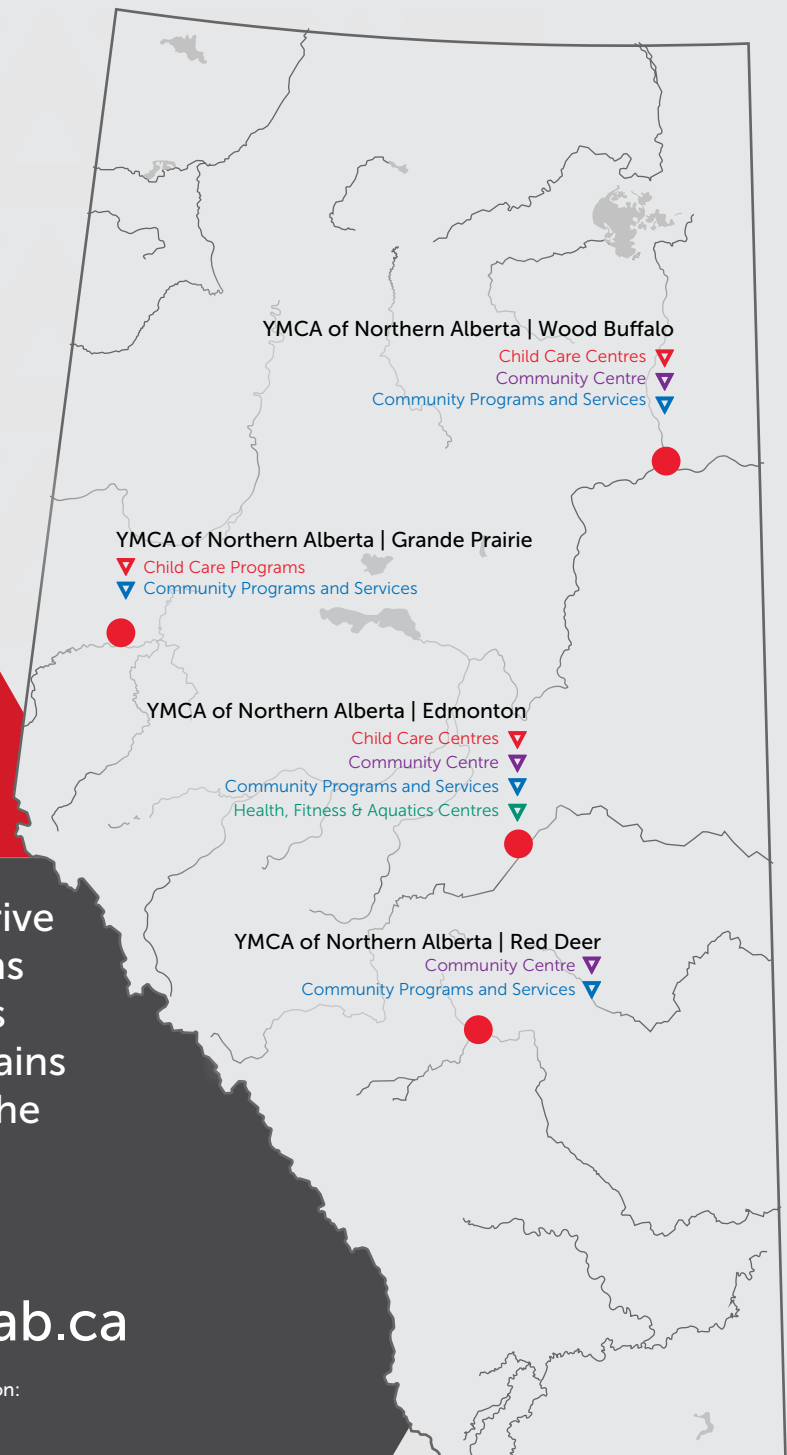 YMCA of Northern Alberta | Wood Buffalo
Child Care Centres
Community Centre
Community Programs and Services
YMCA of Northern Alberta | Grande Prairie
Child Care Programs
Community Programs and Services
YMCA of Northern Alberta | Edmonton
Child Care Centres
Community Centre
Community Programs and Services
Health, Fitness & Aquatics Centres
YMCA of Northern Alberta | Red Deer
Community Centre
Community Programs and Services
he
ab.ca